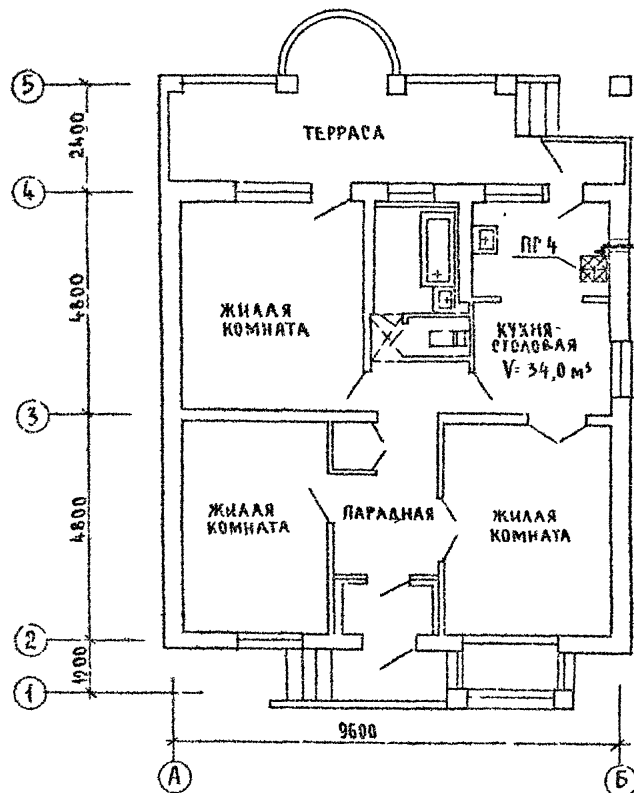 5
2400
ТЕРРАСА
4
ПГ 4
4800
ЖИЛАЯ
КОМНАТА
КУХНЯ-
СТОЛОВАЯ
V= 34,0 м³
3
4800
ЖИЛАЯ
КОМНАТА
ПАРАДНАЯ
ЖИЛАЯ
КОМНАТА
2
1
9600
А
Б